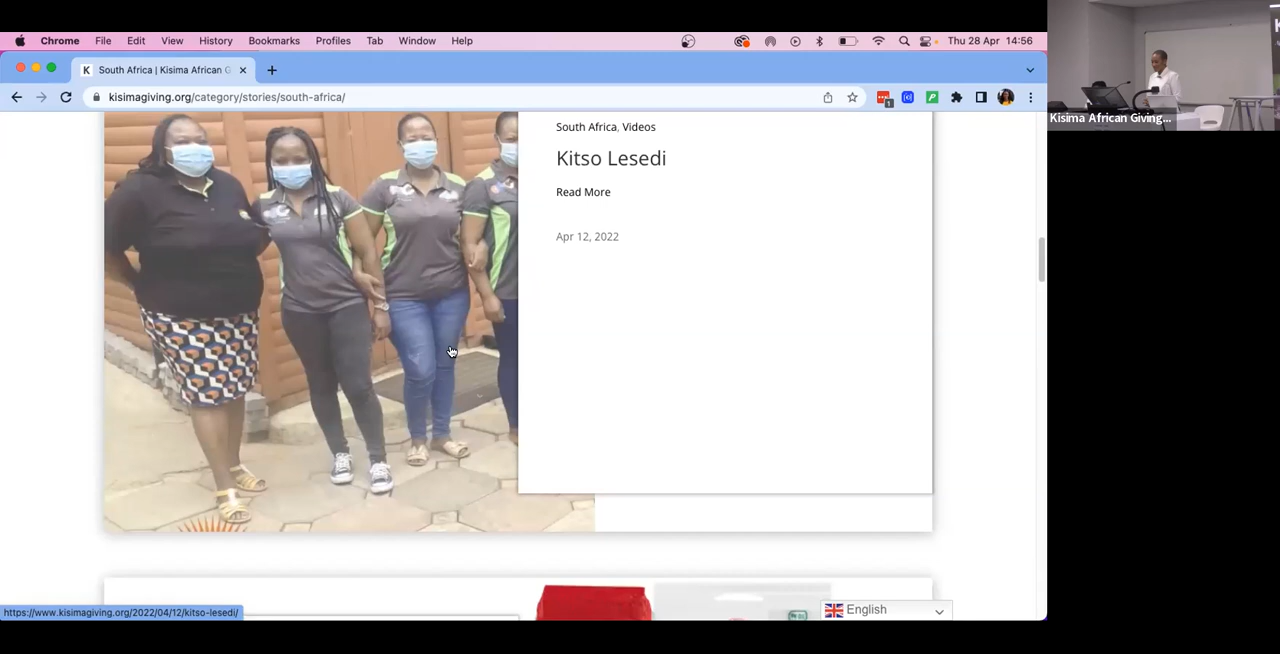 Chrome File Edit View History Bookmarks Profiles Tab Window Help Thu 28 Apr 14:56
K South Africa | Kisima African G
kisimagiving.org/category/stories/south-africa/
1
Kisima African Giving...
South Africa, Videos
Kitso Lesedi
Read More
Apr 12, 2022
https://www.kisimagiving.org/2022/04/12/kitso-lesedi/
English